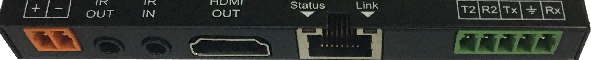 + -
IR OUT
IR IN
HDMI OUT
Status
Link
T2 R2 Tx ⏚ Rx